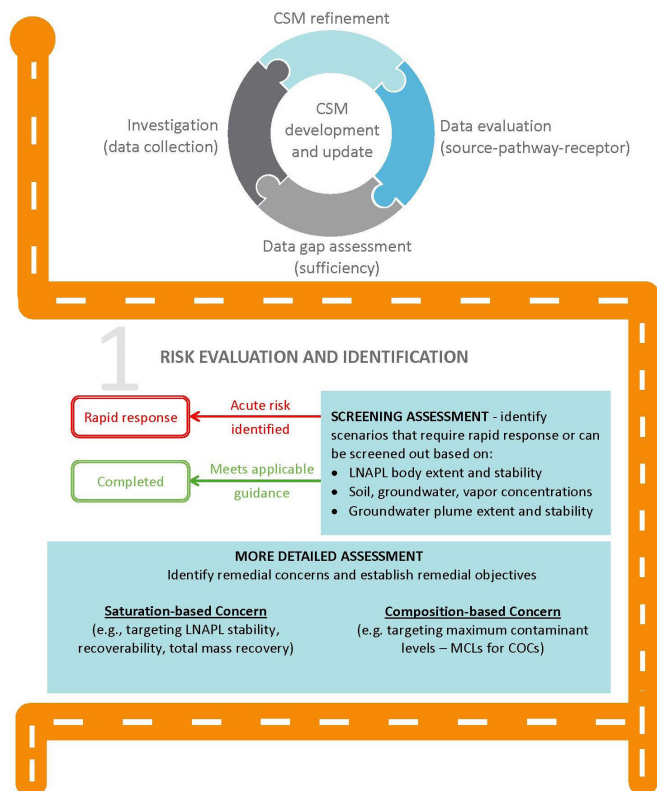 CSM refinement
CSM
development
and update
Investigation
(data collection)
Data evaluation
(source-pathway-receptor)
Data gap assessment
(sufficiency)
1
RISK EVALUATION AND IDENTIFICATION
Rapid response
Acute risk
identified
SCREENING ASSESSMENT - identify
scenarios that require rapid response or can
be screened out based on:
• LNAPL body extent and stability
• Soil, groundwater, vapor concentrations
• Groundwater plume extent and stability
Completed
Meets applicable
guidance
MORE DETAILED ASSESSMENT
Identify remedial concerns and establish remedial objectives
Saturation-based Concern
(e.g., targeting LNAPL stability,
recoverability, total mass recovery)
Composition-based Concern
(e.g. targeting maximum contaminant
levels – MCLs for COCs)